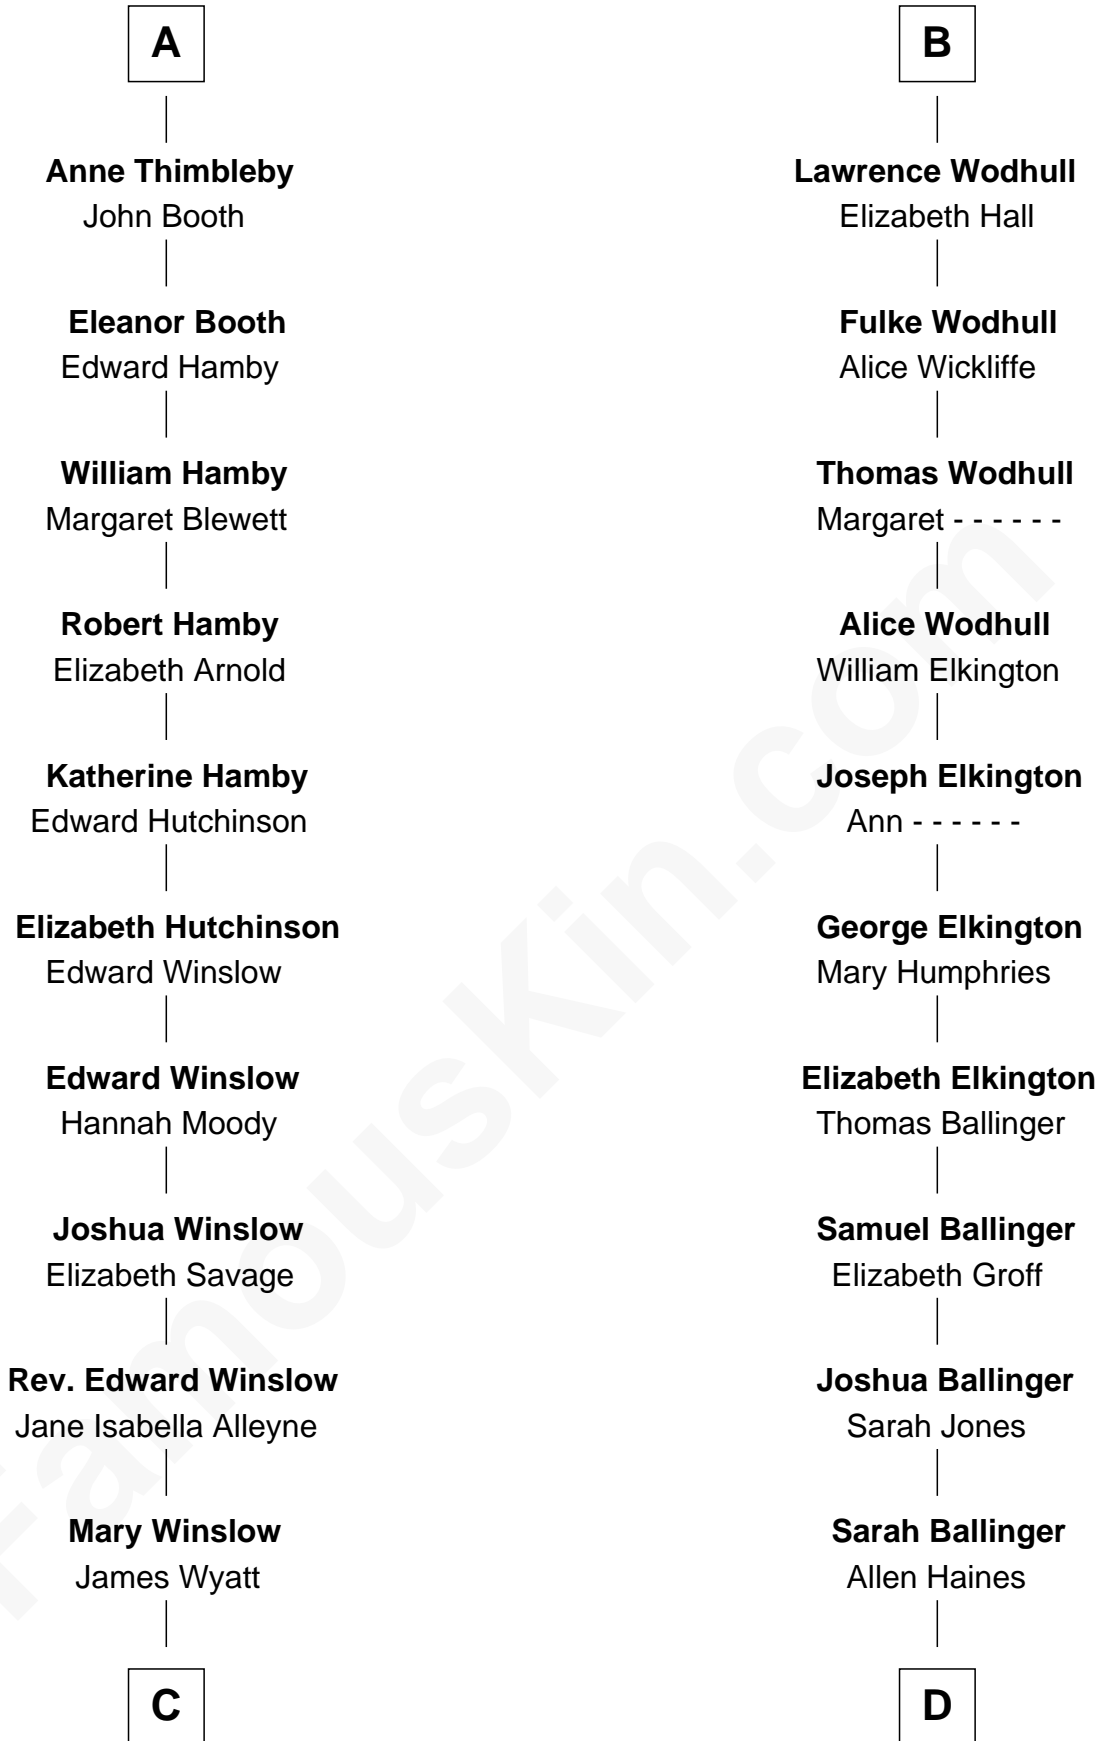 A
Anne Thimbleby
John Booth
Eleanor Booth
Edward Hamby
William Hamby
Margaret Blewett
Robert Hamby
Elizabeth Arnold
Katherine Hamby
Edward Hutchinson
Elizabeth Hutchinson
Edward Winslow
Edward Winslow
Hannah Moody
Joshua Winslow
Elizabeth Savage
Rev. Edward Winslow
Jane Isabella Alleyne
Mary Winslow
James Wyatt
C
B
Lawrence Wodhull
Elizabeth Hall
Fulke Wodhull
Alice Wickliffe
Thomas Wodhull
Margaret - - - - - -
Alice Wodhull
William Elkington
Joseph Elkington
Ann - - - - - -
George Elkington
Mary Humphries
Elizabeth Elkington
Thomas Ballinger
Samuel Ballinger
Elizabeth Groff
Joshua Ballinger
Sarah Jones
Sarah Ballinger
Allen Haines
D
FamousKin.com